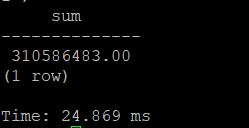 sum
--------------
310586483.00
(1 row)
Time: 24.869 ms